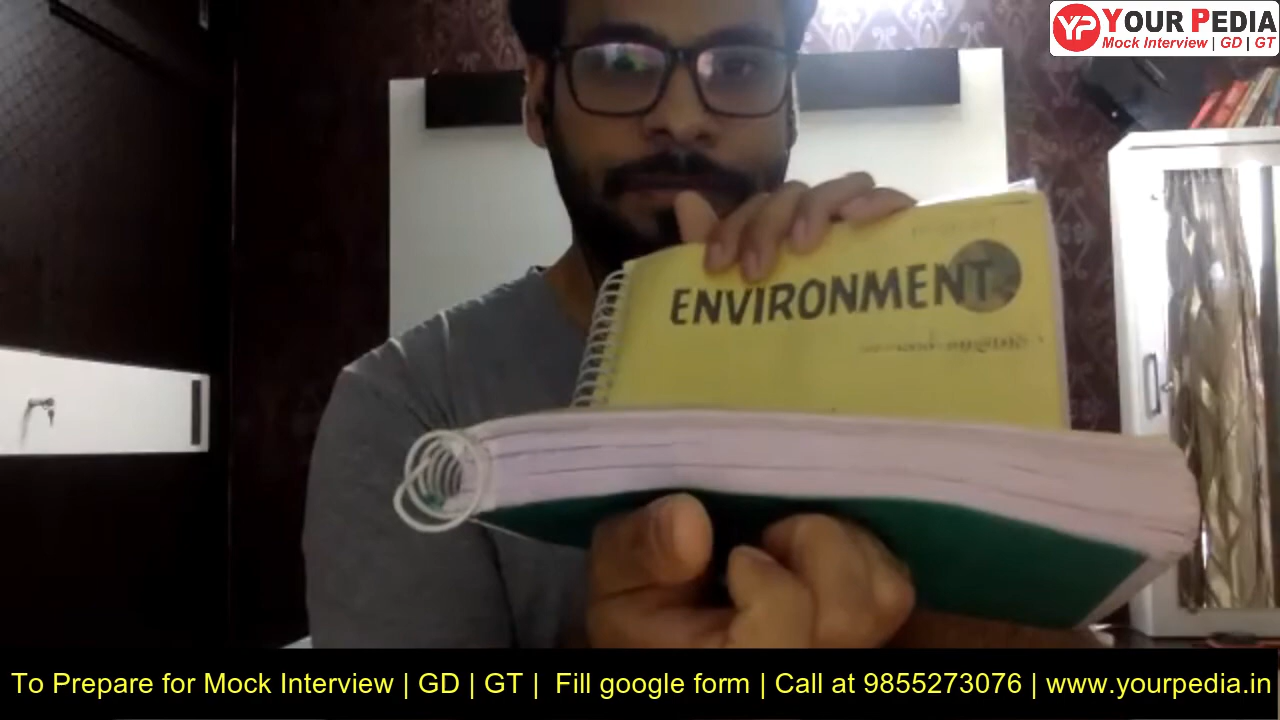 YP YOUR PEDIA
Mock Interview | GD | GT
ENVIRONMENT
To Prepare for Mock Interview | GD | GT | Fill google form | Call at 9855273076 | www.yourpedia.in